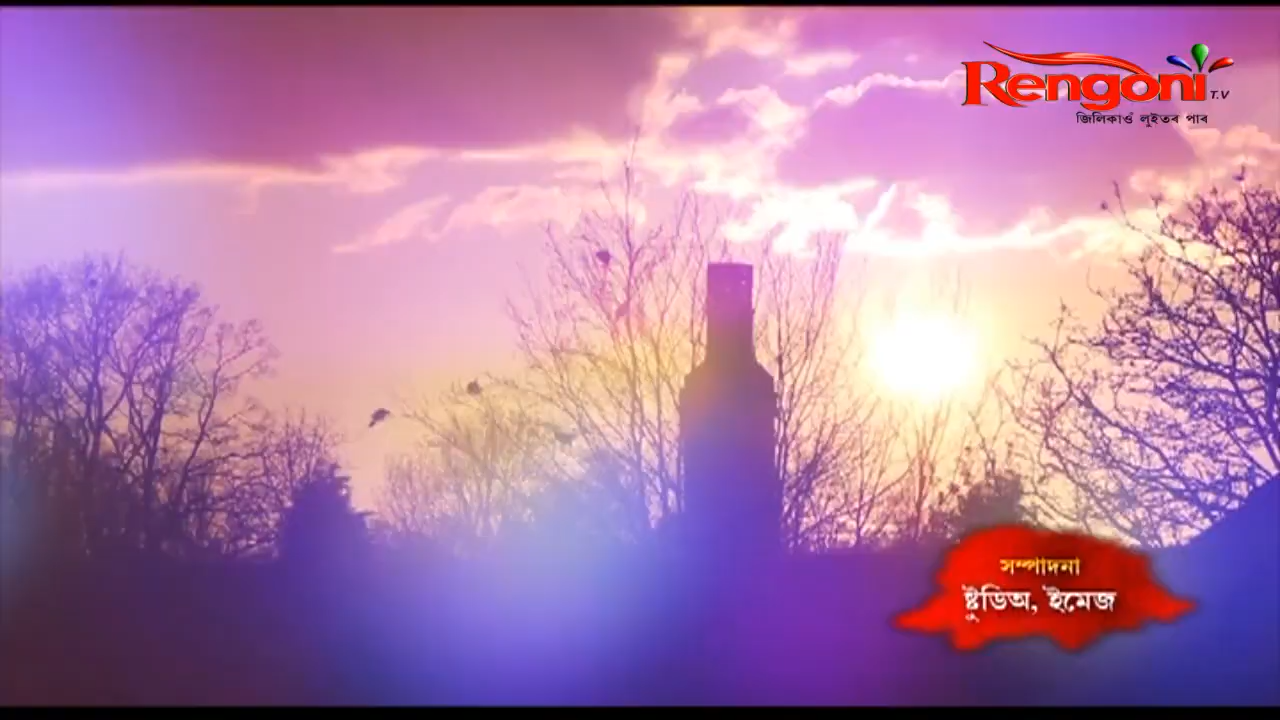 Rengoni T.V
জিলিকাওঁ লুইতৰ পাৰ
সম্পাদনা
ষ্টুডিঅ, ইমেজ